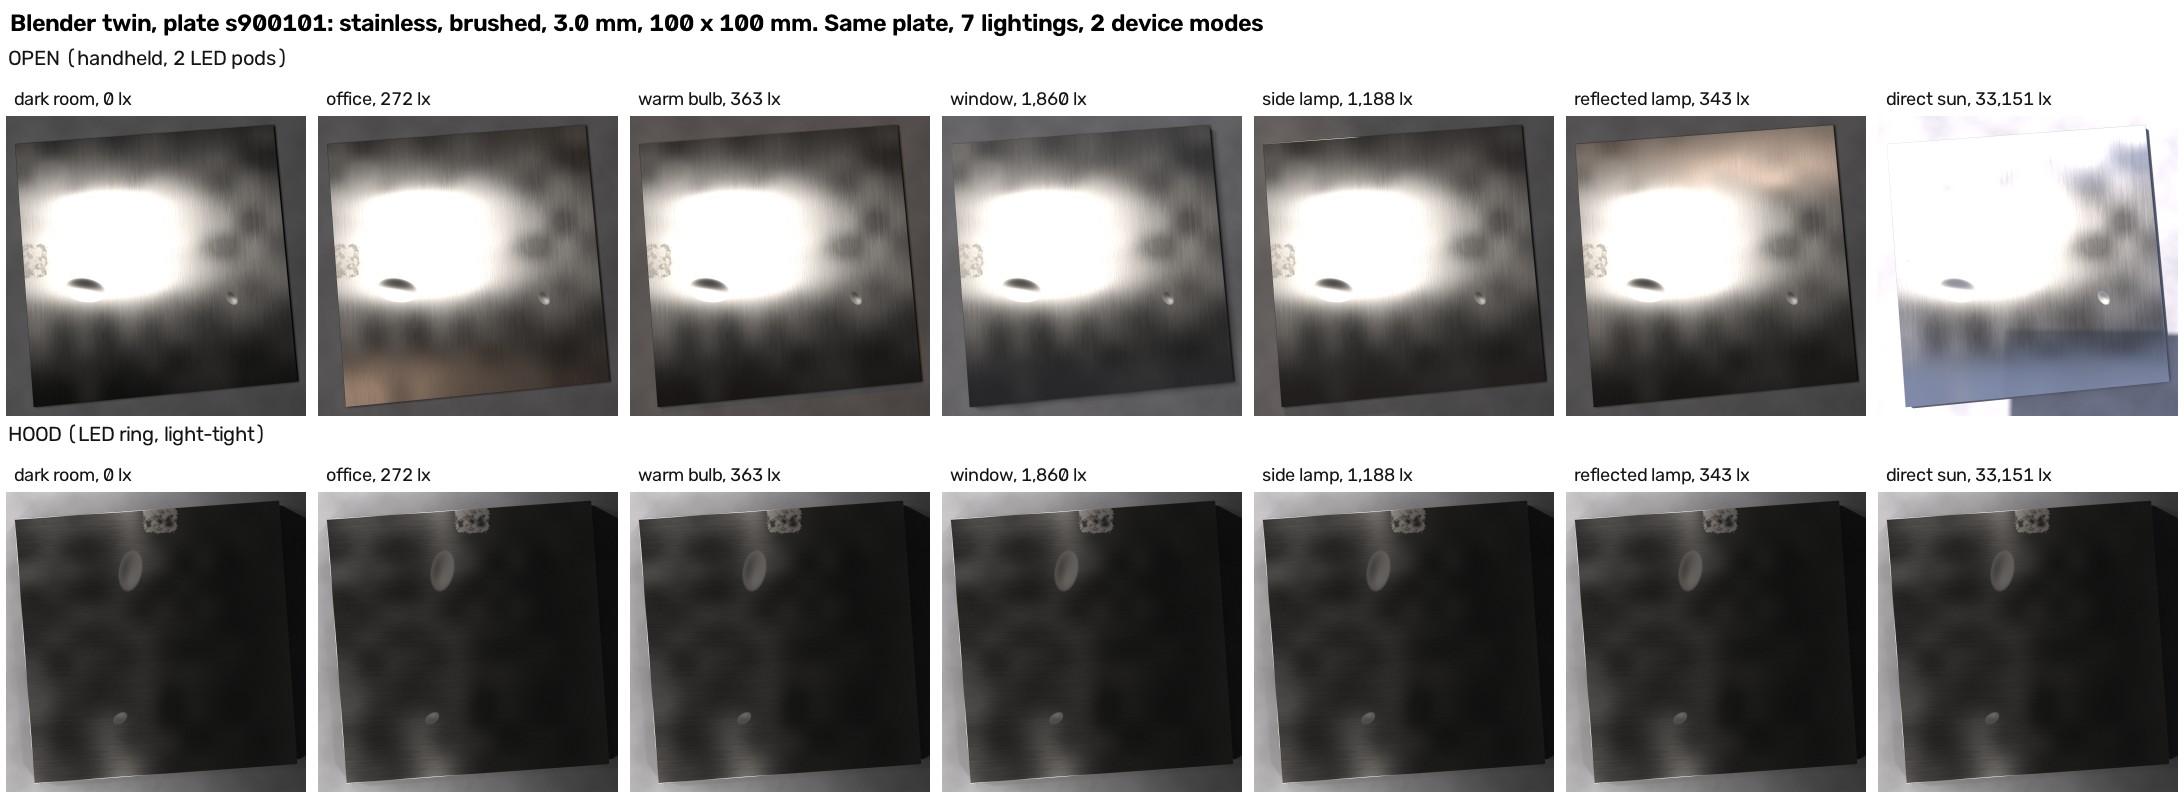 Blender twin, plate s900101: stainless, brushed, 3.0 mm, 100 x 100 mm. Same plate, 7 lightings, 2 device modes
OPEN (handheld, 2 LED pods)
dark room, 0 lx
office, 272 lx
warm bulb, 363 lx
window, 1,860 lx
side lamp, 1,188 lx
reflected lamp, 343 lx
direct sun, 33,151 lx
HOOD (LED ring, light-tight)
dark room, 0 lx
office, 272 lx
warm bulb, 363 lx
window, 1,860 lx
side lamp, 1,188 lx
reflected lamp, 343 lx
direct sun, 33,151 lx